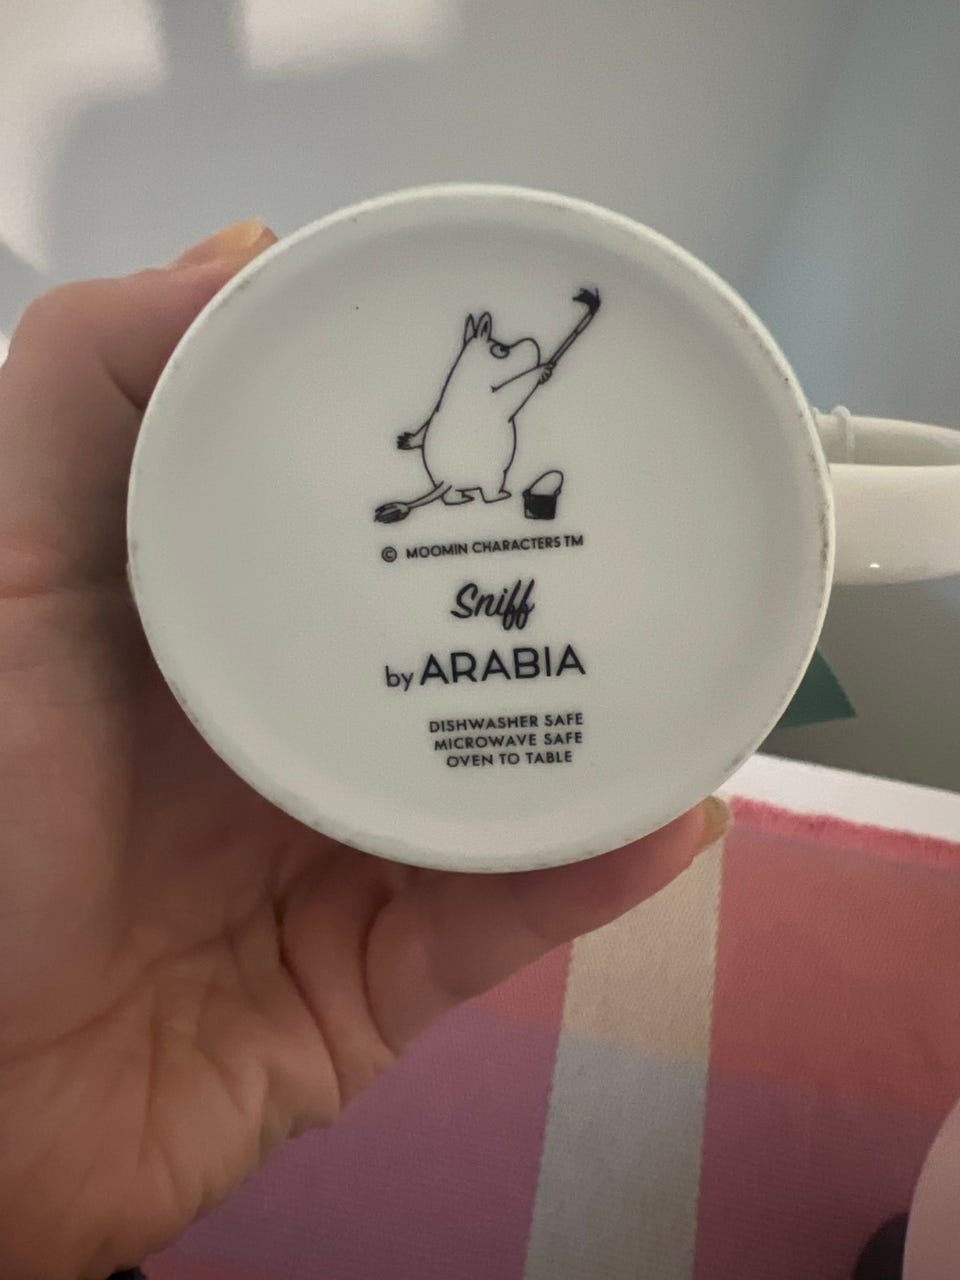 © MOOMIN CHARACTERS TM
Sniff
by ARABIA
DISHWASHER SAFE
MICROWAVE SAFE
OVEN TO TABLE